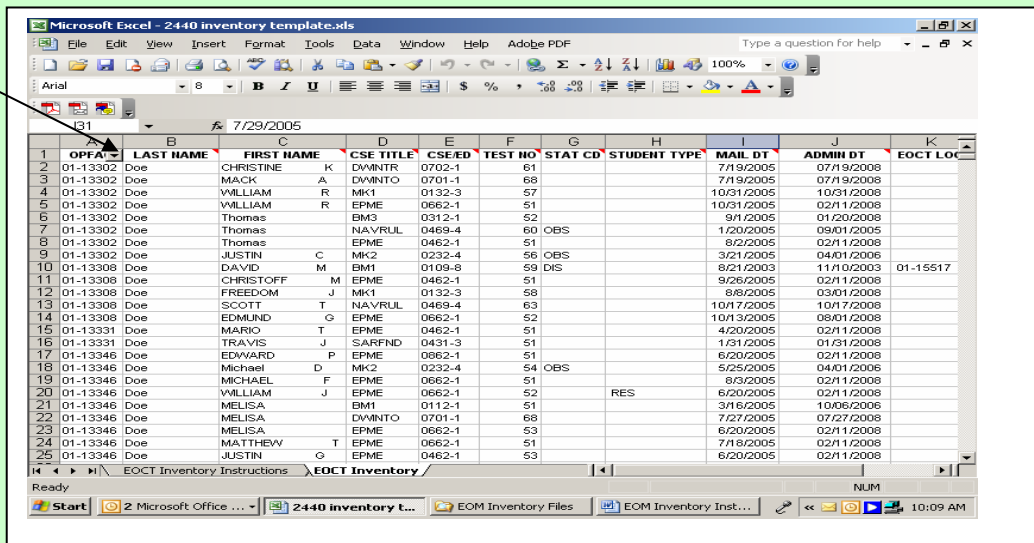 Microsoft Excel - 2440 inventory template.xls
File Edit View Insert Format Tools Data Window Help Adobe PDF Type a question for help
100%
Arial 8 B I U $ % ,
I31 fx 7/29/2005
A B C D E F G H I J K
1 OPFA LAST NAME FIRST NAME CSE TITLE CSE/ED TEST NO STAT CD STUDENT TYPE MAIL DT ADMIN DT EOCT LOC
2 01-13302 Doe CHRISTINE K DWNTR 0702-1 61 7/19/2005 07/19/2008
3 01-13302 Doe MACK A DWNTO 0701-1 68 7/19/2005 07/19/2008
4 01-13302 Doe WILLIAM R MK1 0132-3 57 10/31/2005 10/31/2008
5 01-13302 Doe WILLIAM R EPME 0662-1 51 10/31/2005 02/11/2008
6 01-13302 Doe Thomas BM3 0312-1 52 9/1/2005 01/20/2008
7 01-13302 Doe Thomas NAVRUL 0469-4 60 OBS 1/20/2005 09/01/2005
8 01-13302 Doe Thomas EPME 0462-1 51 8/2/2005 02/11/2008
9 01-13302 Doe JUSTIN C MK2 0232-4 56 OBS 3/21/2005 04/01/2006
10 01-13308 Doe DAVID M BM1 0109-8 59 DIS 8/21/2003 11/10/2003 01-15517
11 01-13308 Doe CHRISTOFF M EPME 0462-1 51 9/26/2005 02/11/2008
12 01-13308 Doe FREEDOM J MK1 0132-3 58 8/8/2005 03/01/2008
13 01-13308 Doe SCOTT T NAVRUL 0469-4 63 10/17/2005 10/17/2008
14 01-13308 Doe EDMUND G EPME 0662-1 52 10/13/2005 08/01/2008
15 01-13331 Doe MARIO T EPME 0462-1 51 4/20/2005 02/11/2008
16 01-13331 Doe TRAVIS J SARFND 0431-3 51 1/31/2005 01/31/2008
17 01-13346 Doe EDWARD P EPME 0862-1 51 6/20/2005 02/11/2008
18 01-13346 Doe Michael D MK2 0232-4 54 OBS 5/25/2005 04/01/2006
19 01-13346 Doe MICHAEL F EPME 0662-1 51 8/3/2005 02/11/2008
20 01-13346 Doe WILLIAM J EPME 0662-1 52 RES 6/20/2005 02/11/2008
21 01-13346 Doe MELISA BM1 0112-1 51 3/16/2005 10/06/2006
22 01-13346 Doe MELISA DWNTO 0701-1 68 7/27/2005 07/27/2008
23 01-13346 Doe MELISA EPME 0662-1 53 6/20/2005 02/11/2008
24 01-13346 Doe MATTHEW T EPME 0662-1 51 7/18/2005 02/11/2008
25 01-13346 Doe JUSTIN G EPME 0462-1 53 6/20/2005 02/11/2008
EOCT Inventory Instructions EOCT Inventory
Ready NUM
Start 2 Microsoft Office ... 2440 inventory t... EOM Inventory Files EOM Inventory Inst... « 10:09 AM